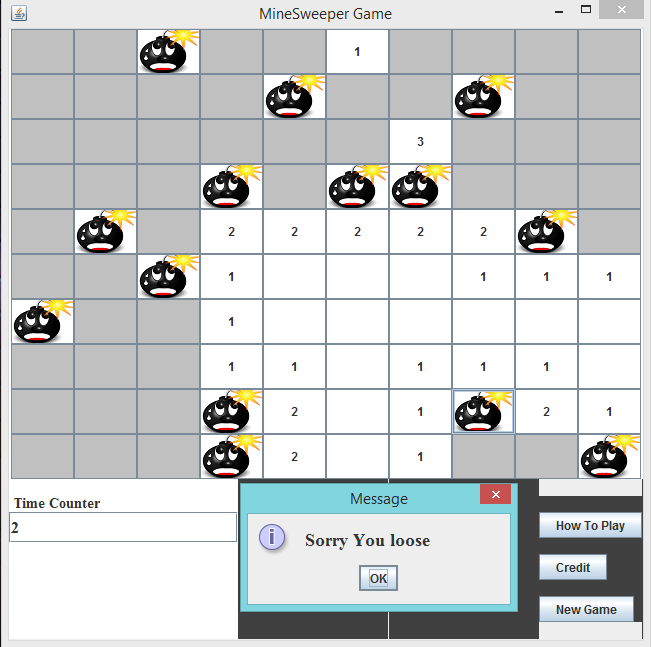 MineSweeper Game
1
3
2 2 2 2 2
1 1 1 1
1
1 1 1 1 1
2 1 2 1
2 1
Time Counter
2
Message
Sorry You loose
OK
How To Play
Credit
New Game